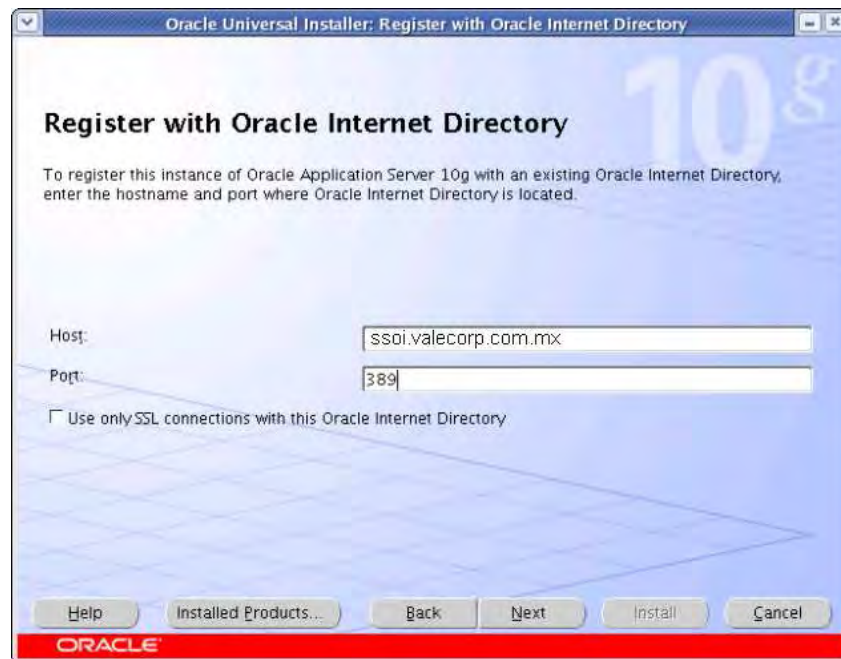 Oracle Universal Installer: Register with Oracle Internet Directory
10g
Register with Oracle Internet Directory
To register this instance of Oracle Application Server 10g with an existing Oracle Internet Directory,
enter the hostname and port where Oracle Internet Directory is located.
Host: ssoi.valecorp.com.mx
Port: 389
Use only SSL connections with this Oracle Internet Directory
Help Installed Products... Back Next Install Cancel
ORACLE